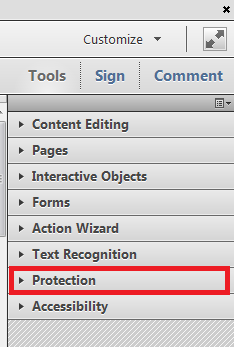 Customize
Tools Sign Comment
Content Editing
Pages
Interactive Objects
Forms
Action Wizard
Text Recognition
Protection
Accessibility